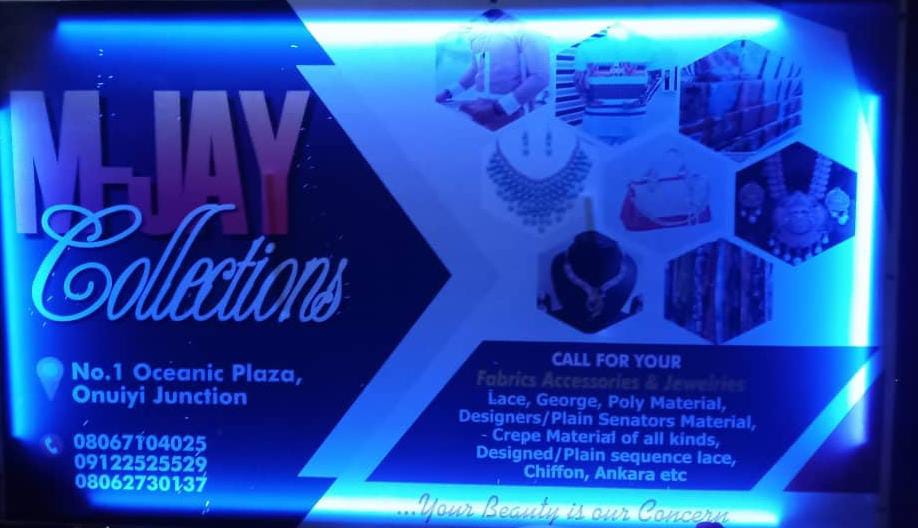 MHJAY
Collections
No.1 Oceanic Plaza,
Onuiyi Junction
08067104025
09122525529
08062730137
CALL FOR YOUR
Fabrics Accessories & Jewelries
Lace, George, Poly Material,
Designers/Plain Senators Material,
- Crepe Material of all kinds,
Designed/Plain sequence lace,
Chiffon, Ankara etc
...Your Beauty is our Concern